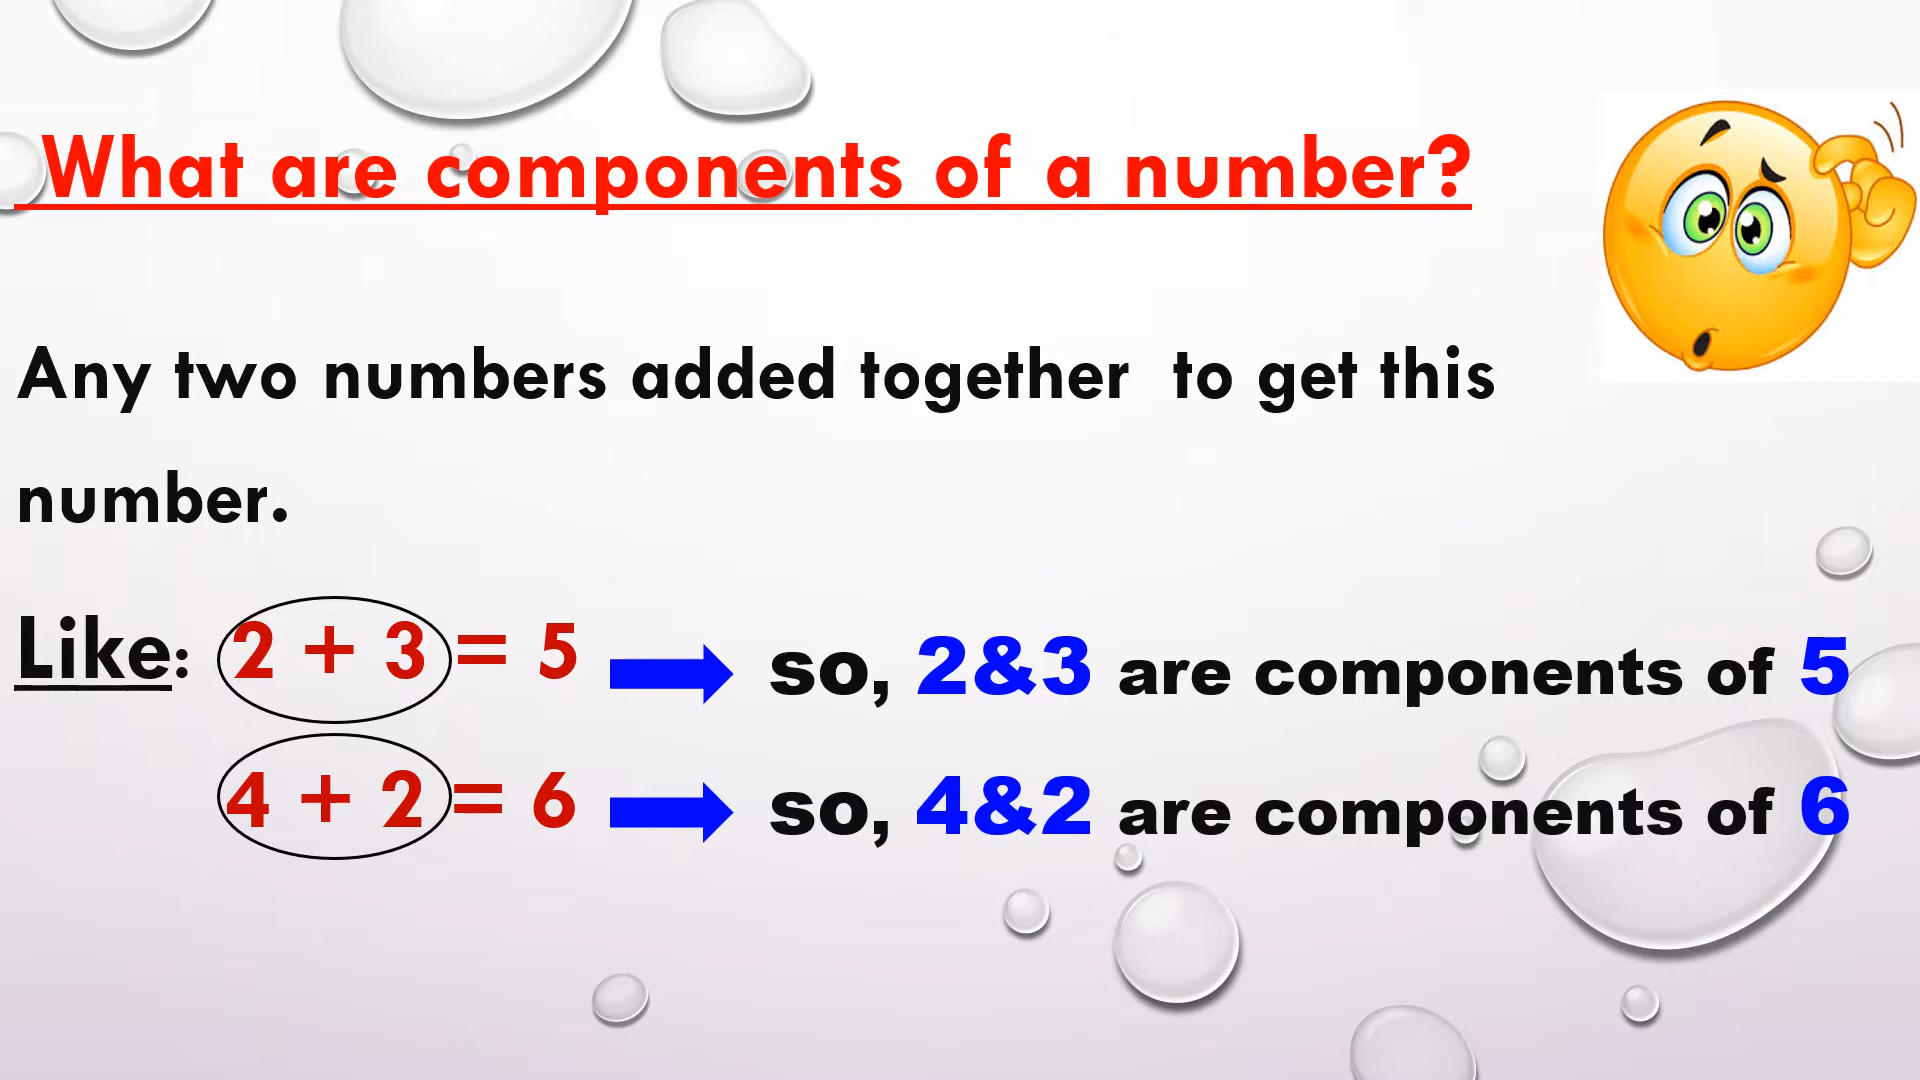 What are components of a number?
Any two numbers added together to get this
number.
Like: 2 + 3 = 5 so, 2&3 are components of 5
4 + 2 = 6 so, 4&2 are components of 6